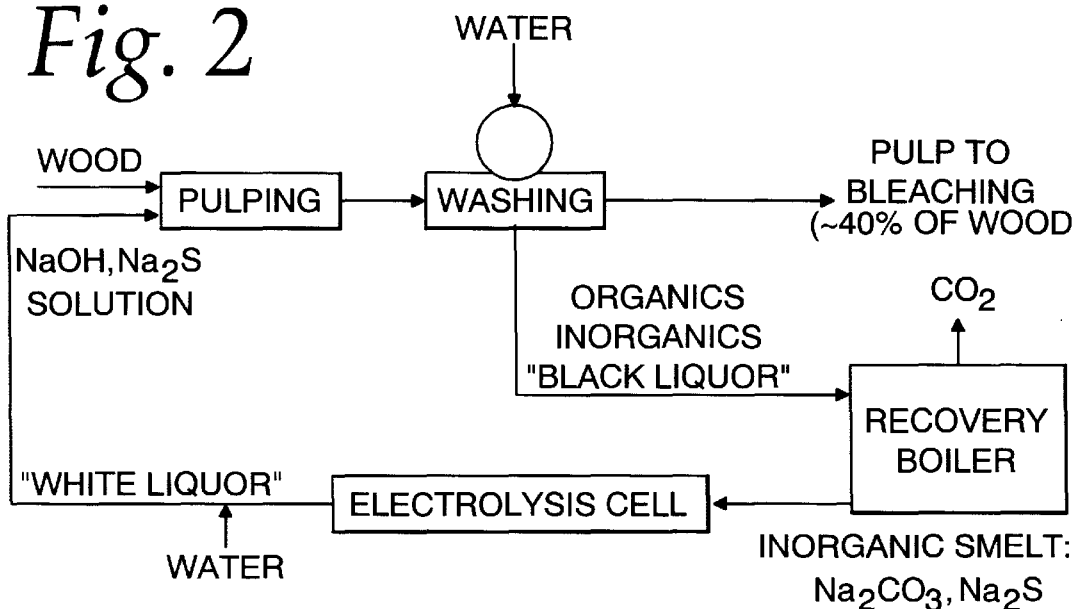 Fig. 2
WATER
WOOD
PULPING
WASHING
PULP TO
BLEACHING
(~40% OF WOOD
NaOH, Na₂S
SOLUTION
ORGANICS
INORGANICS
"BLACK LIQUOR"
CO₂
RECOVERY
BOILER
"WHITE LIQUOR"
ELECTROLYSIS CELL
WATER
INORGANIC SMELT:
Na₂CO₃, Na₂S